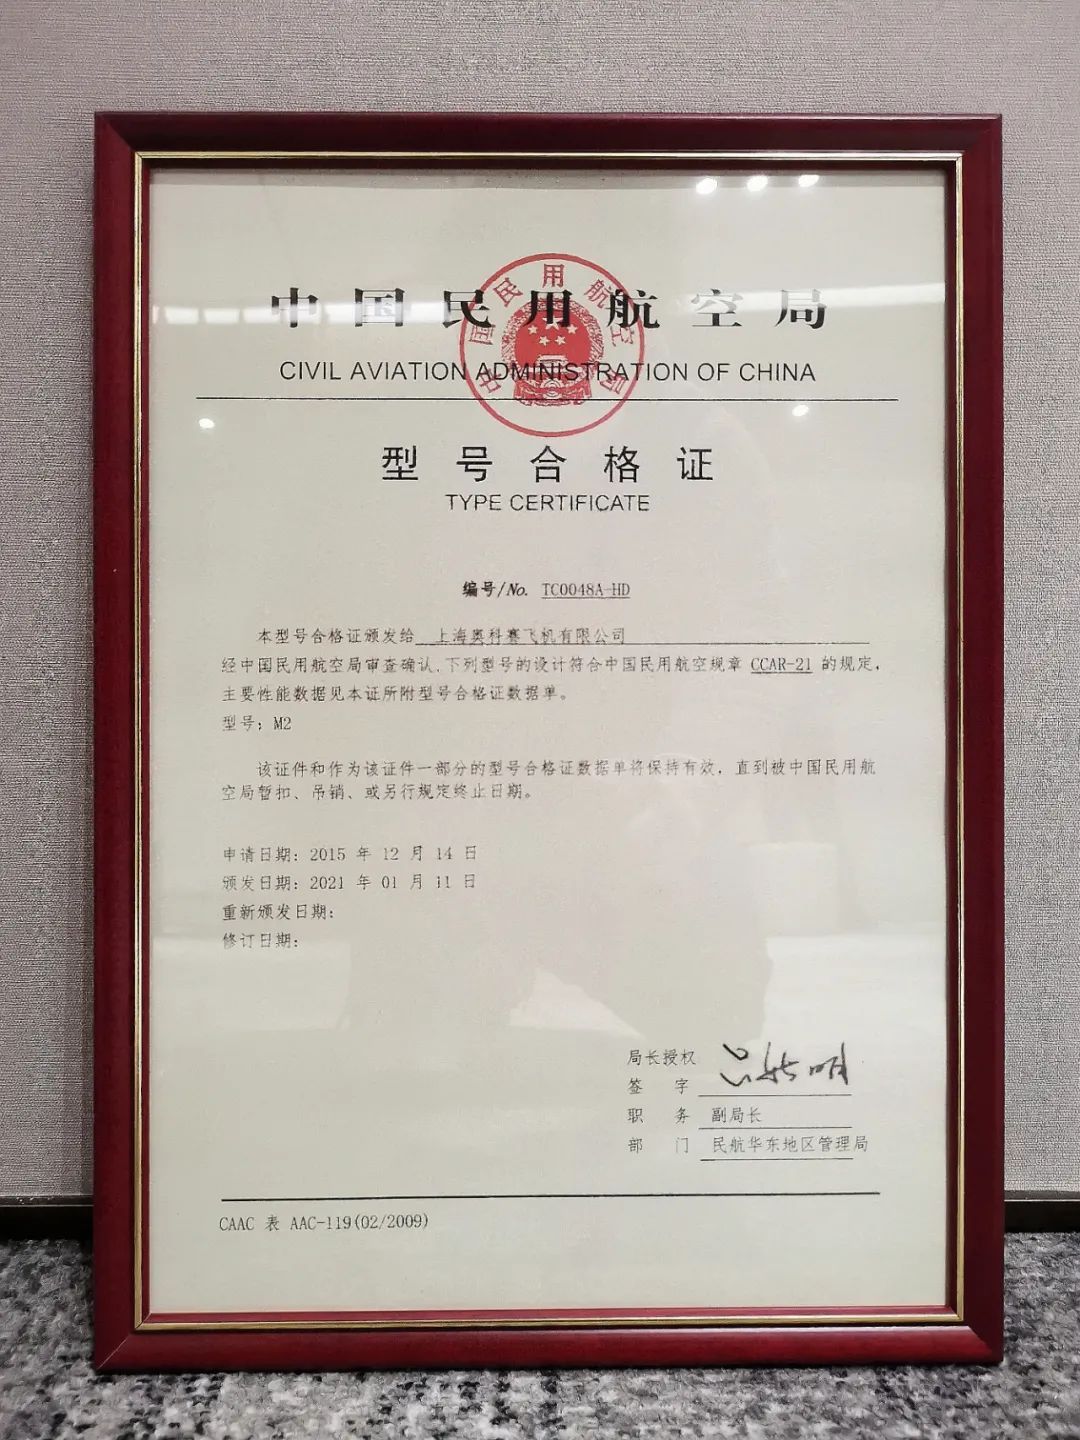 中国民用航空局
中国民用航空局
CIVIL AVIATION ADMINISTRATION OF CHINA
型号合格证
TYPE CERTIFICATE
编号/No. TC0048A-HD
本型号合格证颁发给 上海奥科赛飞机有限公司
经中国民用航空局审查确认,下列型号的设计符合中国民用航空规章 CCAR-21 的规定,
主要性能数据见本证所附型号合格证数据单。
型号: M2
该证件和作为该证件一部分的型号合格证数据单将保持有效, 直到被中国民用航
空局暂扣、吊销、或另行规定终止日期。
申请日期: 2015 年 12 月 14 日
颁发日期: 2021 年 01 月 11 日
重新颁发日期:
修订日期:
局长授权
签 字
职 务 副局长
部 门 民航华东地区管理局
CAAC 表 AAC-119(02/2009)